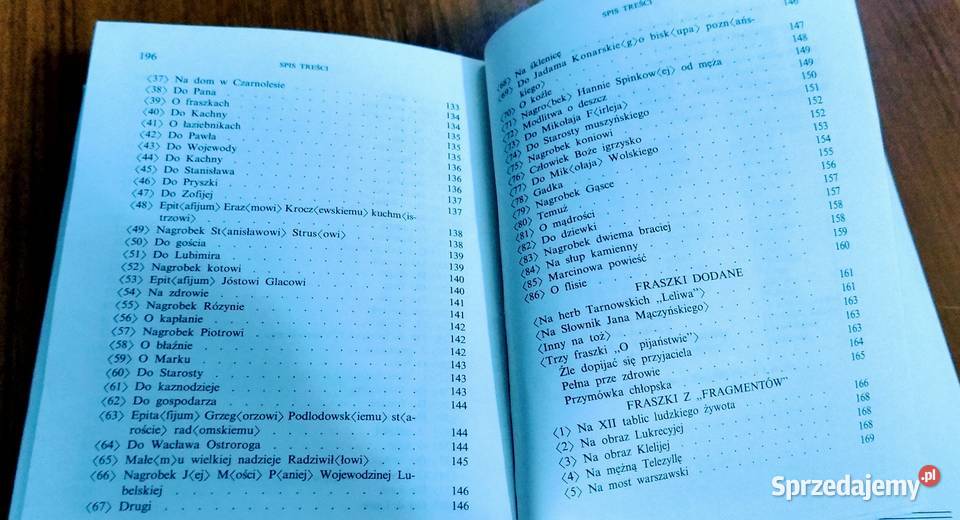 196
SPIS TREŚCI
⟨37⟩ Na dom w Czarnolesie . . . 133
⟨38⟩ Do Pana . . . 134
⟨39⟩ O fraszkach . . . 134
⟨40⟩ Do Kachny . . . 135
⟨41⟩ O łaziebnikach . . . 135
⟨42⟩ Do Pawła . . . 135
⟨43⟩ Do Wojewody . . . 136
⟨44⟩ Do Kachny . . . 136
⟨45⟩ Do Stanisława . . . 136
⟨46⟩ Do Pryszki . . . 137
⟨47⟩ Do Zofijej . . . 137
⟨48⟩ Epit⟨afijum⟩ Eraz⟨mowi⟩ Krocz⟨ewskiemu⟩ kuchm⟨is-
trzowi⟩ . . . 138
⟨49⟩ Nagrobek St⟨anisławowi⟩ Strus⟨owi⟩ . . . 138
⟨50⟩ Do gościa . . . 139
⟨51⟩ Do Lubimira . . . 139
⟨52⟩ Nagrobek kotowi . . . 140
⟨53⟩ Epit⟨afijum⟩ Jóstowi Glacowi . . . 140
⟨54⟩ Na zdrowie . . . 141
⟨55⟩ Nagrobek Rózynie . . . 141
⟨56⟩ O kapłanie . . . 142
⟨57⟩ Nagrobek Piotrowi . . . 142
⟨58⟩ O błaźnie . . . 142
⟨59⟩ O Marku . . . 143
⟨60⟩ Do Starosty . . . 143
⟨61⟩ Do kaznodzieje . . . 143
⟨62⟩ Do gospodarza . . . 144
⟨63⟩ Epita⟨fijum⟩ Grzeg⟨orzowi⟩ Podlodowsk⟨iemu⟩ st⟨a-
roście⟩ rad⟨omskiemu⟩ . . . 144
⟨64⟩ Do Wacława Ostroroga . . . 144
⟨65⟩ Małe⟨m⟩u wielkiej nadzieje Radziwił⟨łowi⟩ . . . 145
⟨66⟩ Nagrobek J⟨ej⟩ M⟨ości⟩ P⟨aniej⟩ Wojewodzinej Lu-
belskiej . . . 146
⟨67⟩ Drugi . . . 146
SPIS TREŚCI
⟨68⟩ Na śklenicę . . . 146
⟨69⟩ Do Jadama Konarskie⟨g⟩o bisk⟨upa⟩ pozn⟨ańs-
kiego⟩ . . . 147
⟨70⟩ O koźle . . . 148
⟨71⟩ Nagro⟨bek⟩ Hannie Spinkow⟨ej⟩ od męża . . . 149
⟨72⟩ Modlitwa o deszcz . . . 149
⟨73⟩ Do Mikołaja F⟨irleja⟩ . . . 150
⟨74⟩ Do Starosty muszyńskiego . . . 151
⟨75⟩ Nagrobek koniowi . . . 152
⟨76⟩ Człowiek Boże igrzysko . . . 152
⟨77⟩ Do Mik⟨ołaja⟩ Wolskiego . . . 153
⟨78⟩ Gadka . . . 154
⟨79⟩ Nagrobek Gąsce . . . 155
⟨80⟩ Temuż . . . 156
⟨81⟩ O mądrości . . . 157
⟨82⟩ Do dziewki . . . 157
⟨83⟩ Nagrobek dwiema braciej . . . 158
⟨84⟩ Na słup kamienny . . . 158
⟨85⟩ Marcinowa powieść . . . 159
⟨86⟩ O flisie . . . 160
FRASZKI DODANE
⟨Na herb Tarnowskich „Leliwa”⟩ . . . 161
⟨Na Słownik Jana Mączyńskiego⟩ . . . 161
⟨Inny na toż⟩ . . . 163
⟨Trzy fraszki „O pijaństwie”⟩ . . . 163
Źle dopijać się przyjaciela . . . 163
Pełna prze zdrowie . . . 164
Przymówka chłopska . . . 165
FRASZKI Z „FRAGMENTÓW”
⟨1⟩ Na XII tablic ludzkiego żywota . . . 166
⟨2⟩ Na obraz Lukrecyjej . . . 168
⟨3⟩ Na obraz Klelijej . . . 168
⟨4⟩ Na mężną Telezyllę . . . 168
⟨5⟩ Na most warszawski . . . 169
Sprzedajemy.pl